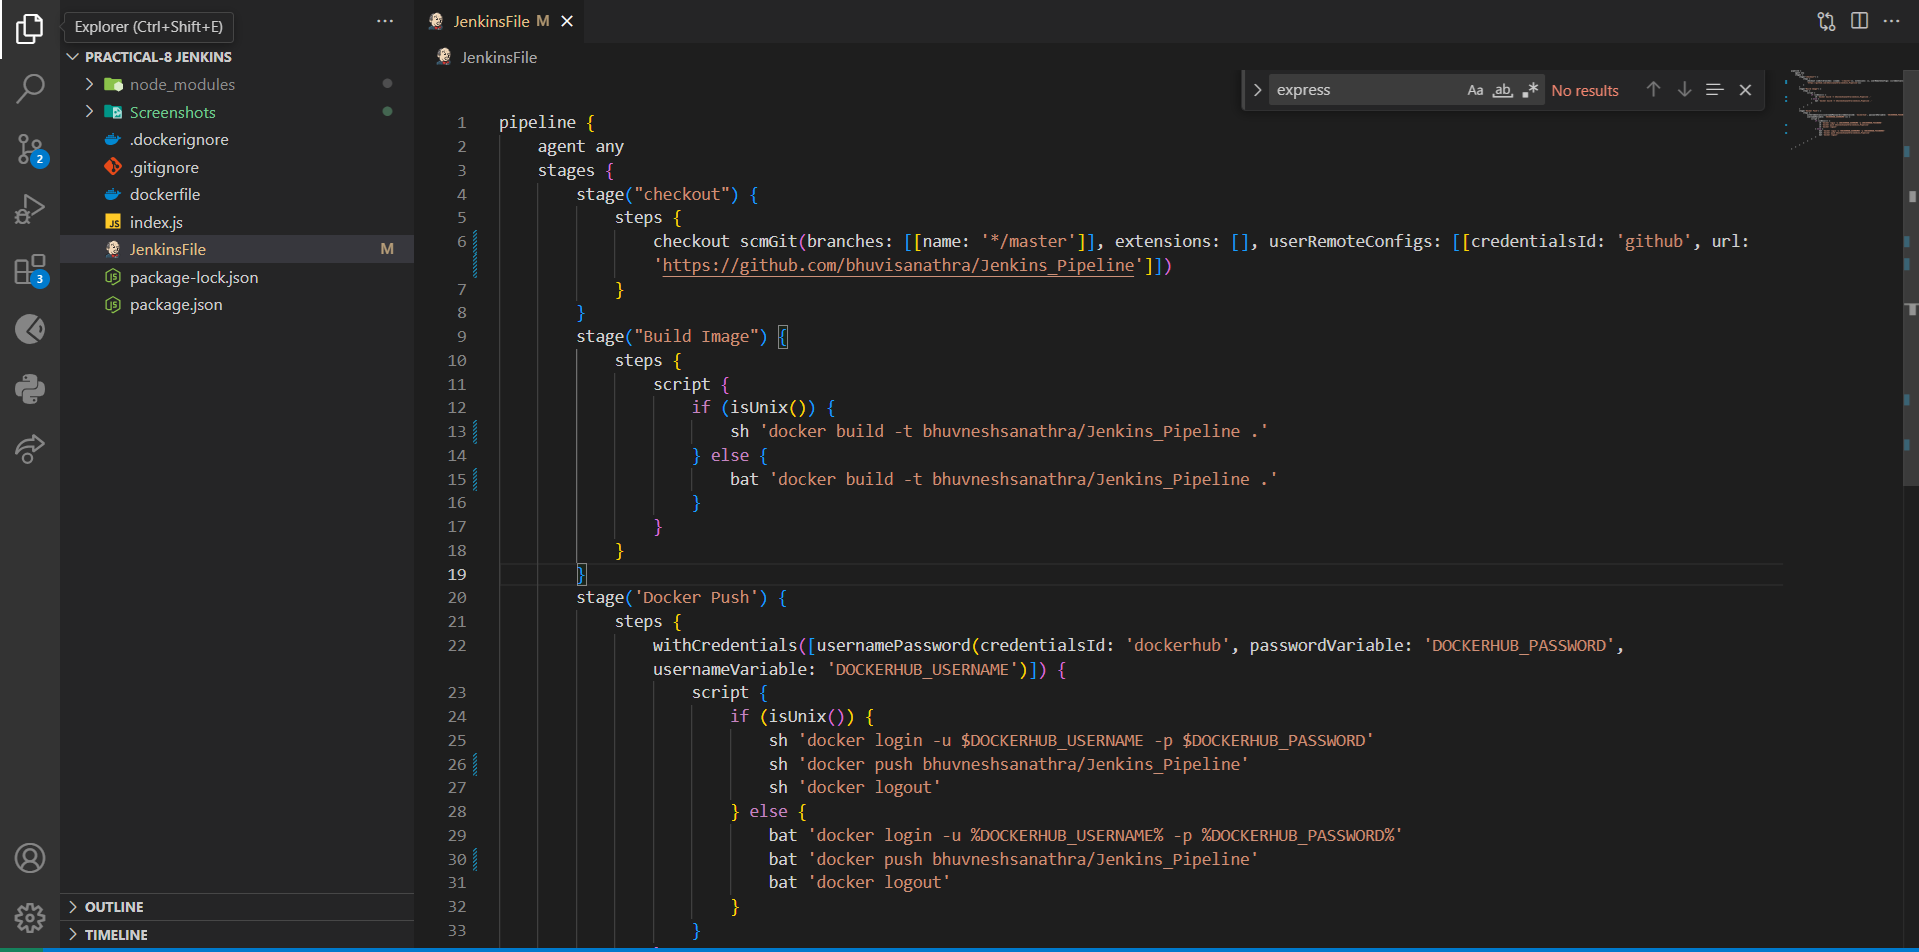 Explorer (Ctrl+Shift+E)
PRACTICAL-8 JENKINS
node_modules
Screenshots
.dockerignore
.gitignore
dockerfile
JS index.js
JenkinsFile M
JS package-lock.json
JS package.json
2
3
OUTLINE
TIMELINE
JenkinsFile M
JenkinsFile
express Aa ab No results
1 pipeline {
2 agent any
3 stages {
4 stage("checkout") {
5 steps {
6 checkout scmGit(branches: [[name: '*/master']], extensions: [], userRemoteConfigs: [[credentialsId: 'github', url:
'https://github.com/bhuvisanathra/Jenkins_Pipeline']])
7 }
8 }
9 stage("Build Image") {
10 steps {
11 script {
12 if (isUnix()) {
13 sh 'docker build -t bhuvneshsanathra/Jenkins_Pipeline .'
14 } else {
15 bat 'docker build -t bhuvneshsanathra/Jenkins_Pipeline .'
16 }
17 }
18 }
19 }
20 stage('Docker Push') {
21 steps {
22 withCredentials([usernamePassword(credentialsId: 'dockerhub', passwordVariable: 'DOCKERHUB_PASSWORD',
usernameVariable: 'DOCKERHUB_USERNAME')]) {
23 script {
24 if (isUnix()) {
25 sh 'docker login -u $DOCKERHUB_USERNAME -p $DOCKERHUB_PASSWORD'
26 sh 'docker push bhuvneshsanathra/Jenkins_Pipeline'
27 sh 'docker logout'
28 } else {
29 bat 'docker login -u %DOCKERHUB_USERNAME% -p %DOCKERHUB_PASSWORD%'
30 bat 'docker push bhuvneshsanathra/Jenkins_Pipeline'
31 bat 'docker logout'
32 }
33 }